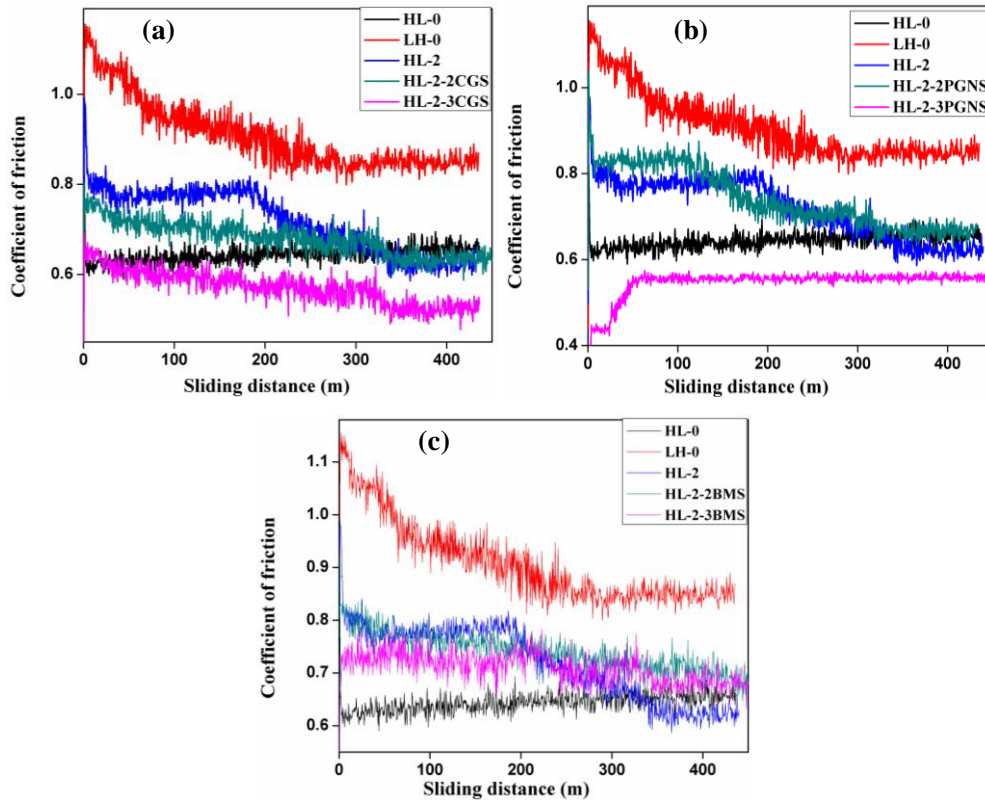 (a)
HL-0
LH-0
HL-2
HL-2-2CGS
HL-2-3CGS
Coefficient of friction
1.0
0.8
0.6
0 100 200 300 400
Sliding distance (m)
(b)
HL-0
LH-0
HL-2
HL-2-2PGNS
HL-2-3PGNS
Coefficient of friction
1.0
0.8
0.6
0.4
0 100 200 300 400
Sliding distance (m)
(c)
HL-0
LH-0
HL-2
HL-2-2BMS
HL-2-3BMS
Coefficient of friction
1.1
1.0
0.9
0.8
0.7
0.6
0 100 200 300 400
Sliding distance (m)